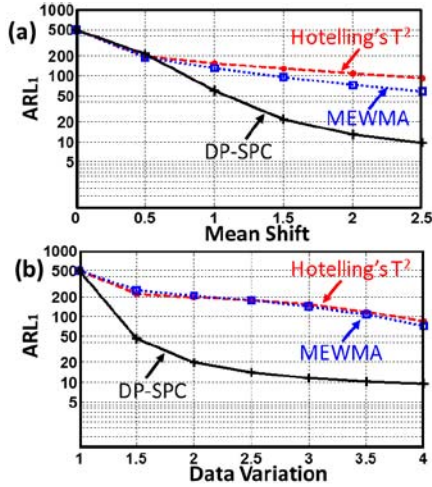 (a)
1000
500
200
100
50
20
10
5
ARL₁
Hotelling's T²
MEWMA
DP-SPC
0 0.5 1 1.5 2 2.5
Mean Shift
(b)
1000
500
200
100
50
20
10
5
ARL₁
Hotelling's T²
MEWMA
DP-SPC
1 1.5 2 2.5 3 3.5 4
Data Variation